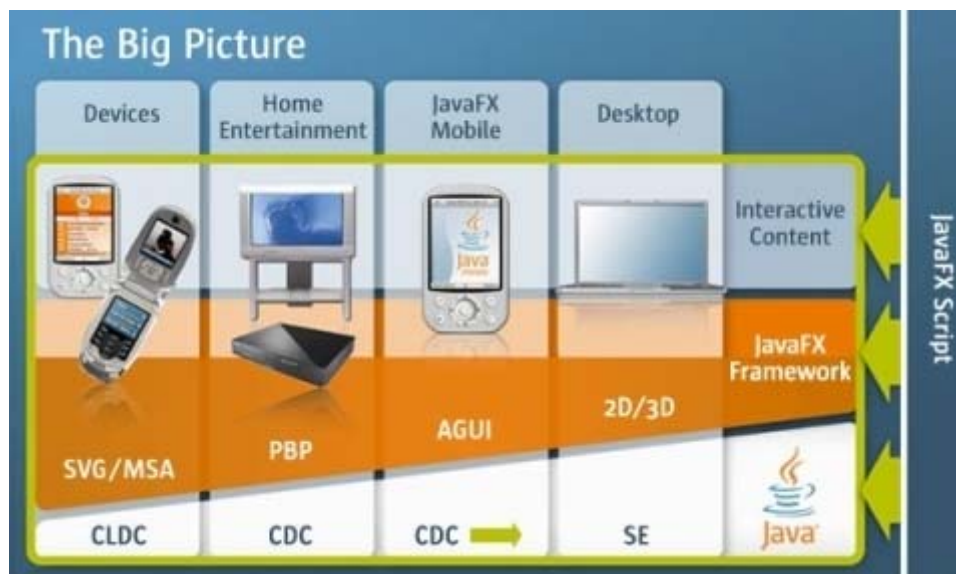 The Big Picture
Devices
Home
Entertainment
JavaFX
Mobile
Desktop
Interactive
Content
Java
JavaFX
Framework
SVG/MSA
PBP
AGUI
2D/3D
CLDC
CDC
CDC
SE
Java
JavaFX Script